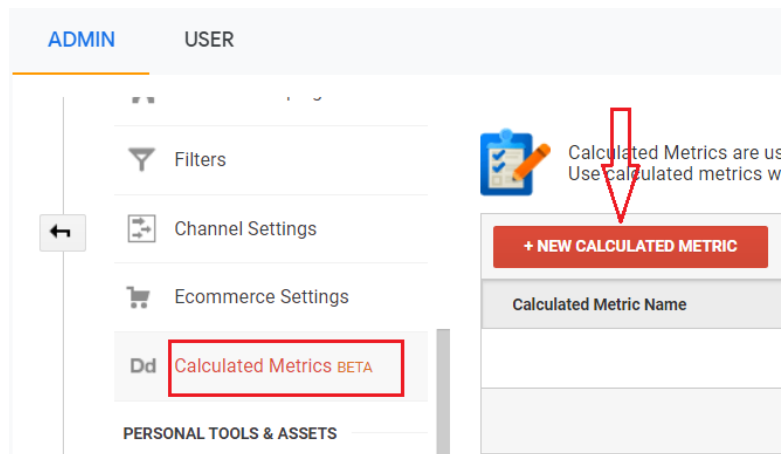 ADMIN
USER
Filters
Channel Settings
Ecommerce Settings
Dd Calculated Metrics BETA
PERSONAL TOOLS & ASSETS
Calculated Metrics are us
Use calculated metrics w
+ NEW CALCULATED METRIC
Calculated Metric Name